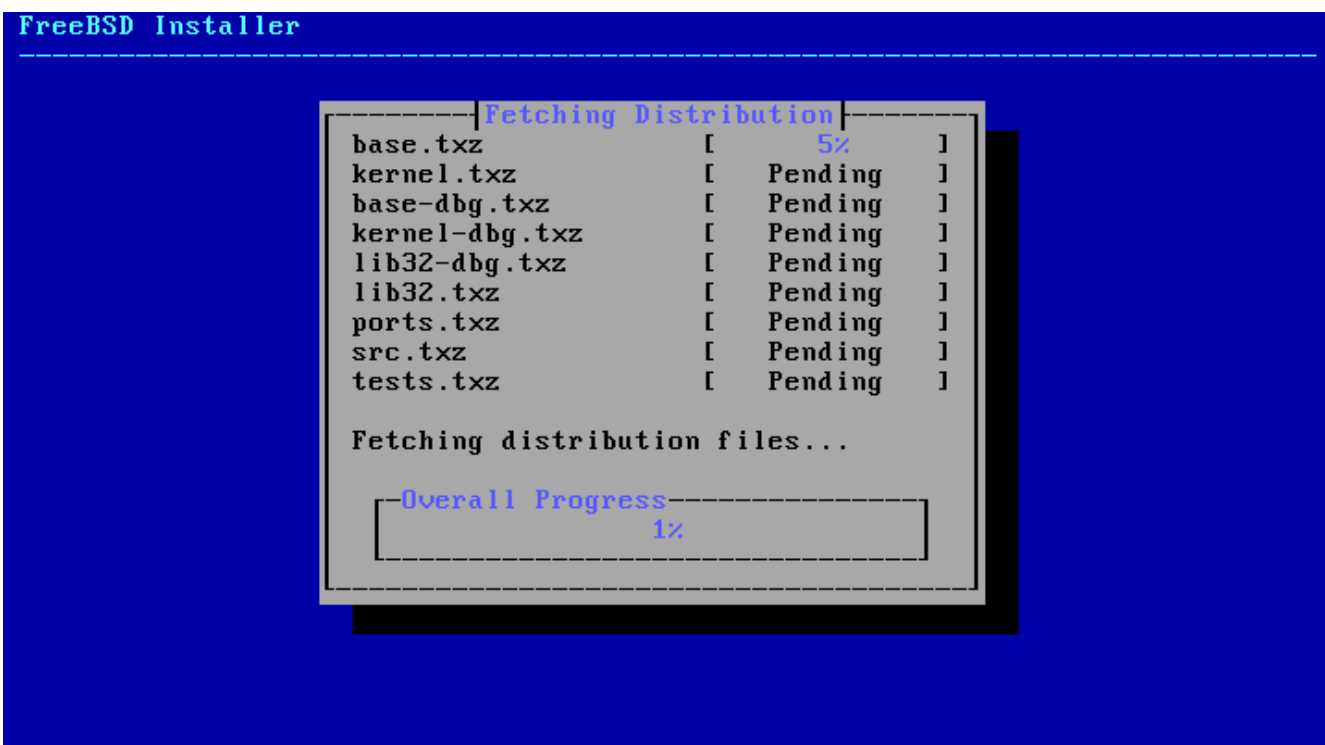 FreeBSD Installer
Fetching Distribution
base.txz [ 5% ]
kernel.txz [ Pending ]
base-dbg.txz [ Pending ]
kernel-dbg.txz [ Pending ]
lib32-dbg.txz [ Pending ]
lib32.txz [ Pending ]
ports.txz [ Pending ]
src.txz [ Pending ]
tests.txz [ Pending ]
Fetching distribution files...
Overall Progress
1%